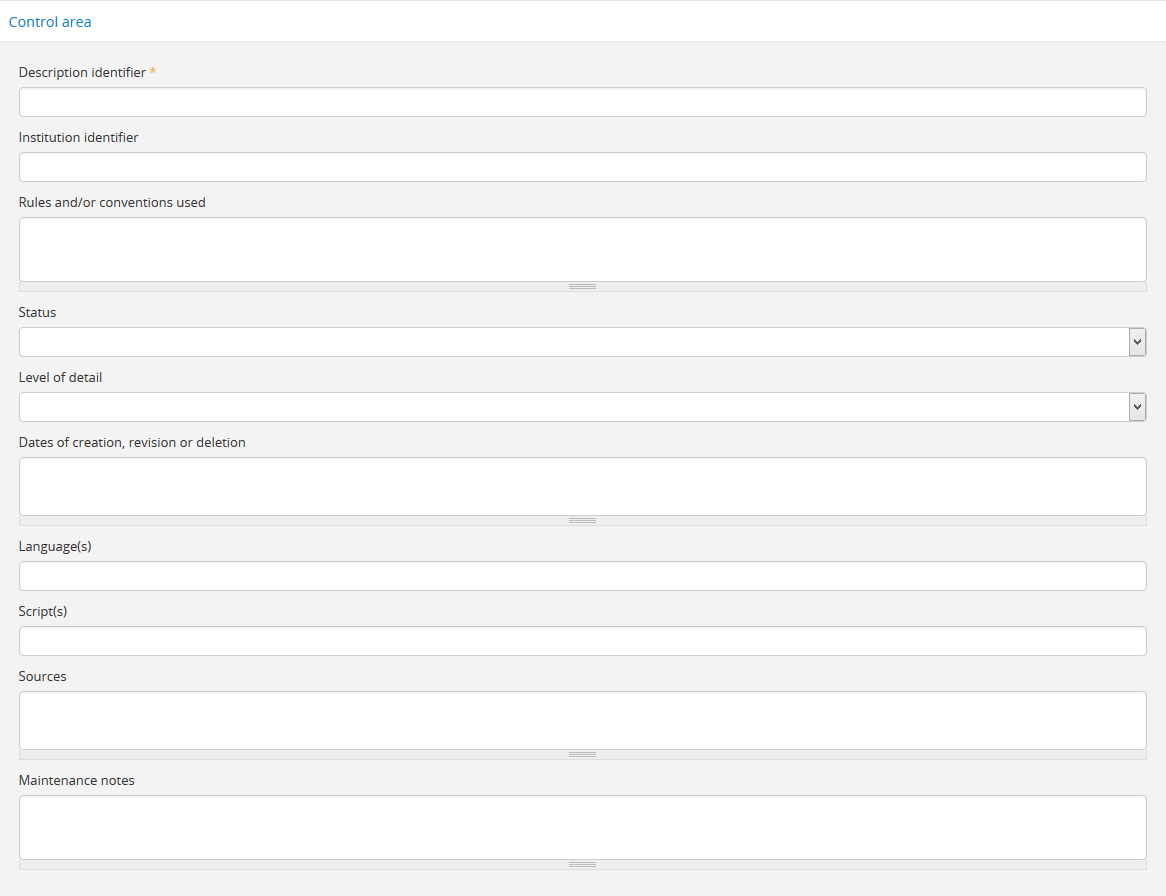 Control area
Description identifier *
Institution identifier
Rules and/or conventions used
Status
Level of detail
Dates of creation, revision or deletion
Language(s)
Script(s)
Sources
Maintenance notes